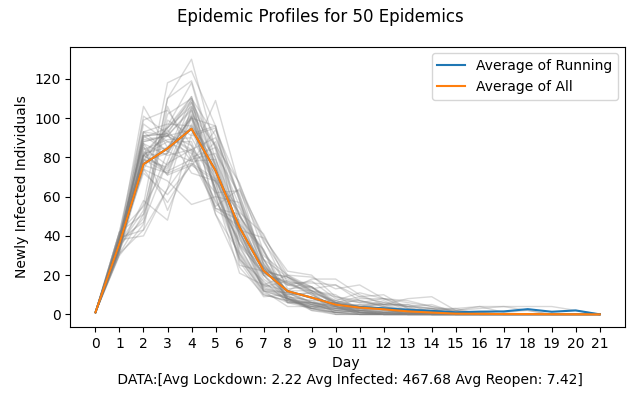 Epidemic Profiles for 50 Epidemics
Average of Running
Average of All
Newly Infected Individuals
120
100
80
60
40
20
0
0 1 2 3 4 5 6 7 8 9 10 11 12 13 14 15 16 17 18 19 20 21
Day
DATA:[Avg Lockdown: 2.22 Avg Infected: 467.68 Avg Reopen: 7.42]